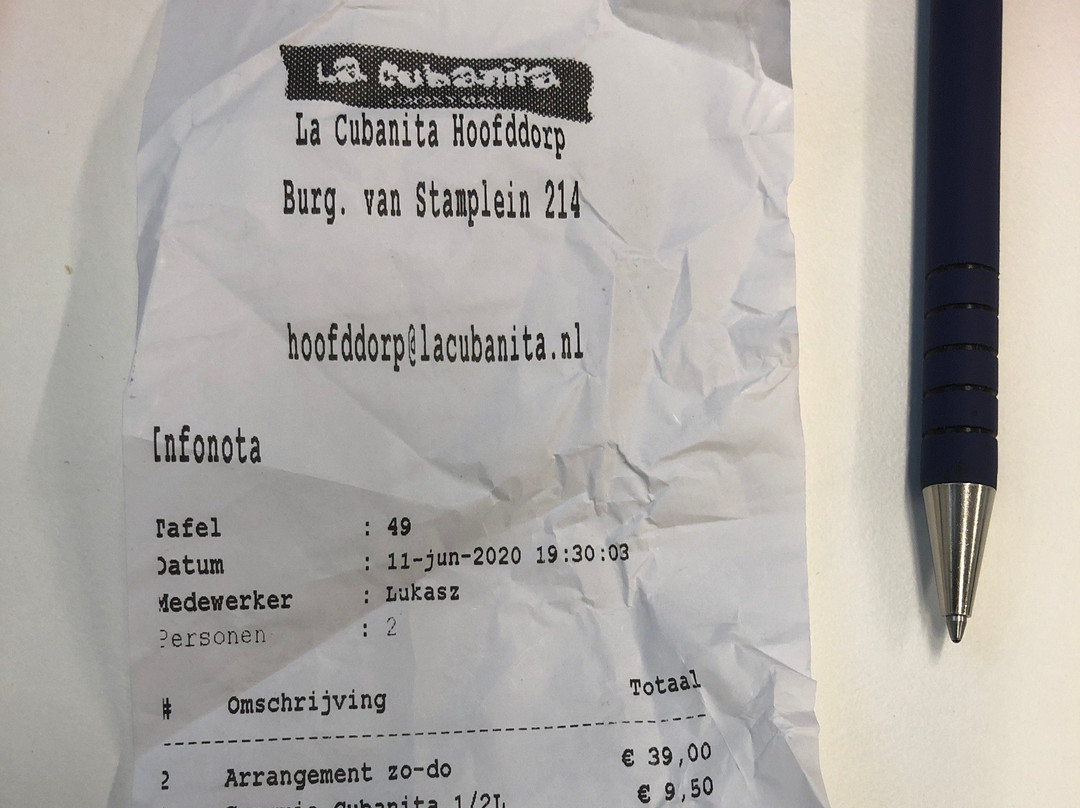 La Cubanita
La Cubanita Hoofddorp
Burg. van Stamplein 214
hoofddorp@lacubanita.nl
Infonota
Tafel : 49
Datum : 11-jun-2020 19:30:03
Medewerker : Lukasz
Personen : 2
# Omschrijving Totaal
2 Arrangement zo-do € 39,00
Cubanita 1/2L € 9,50